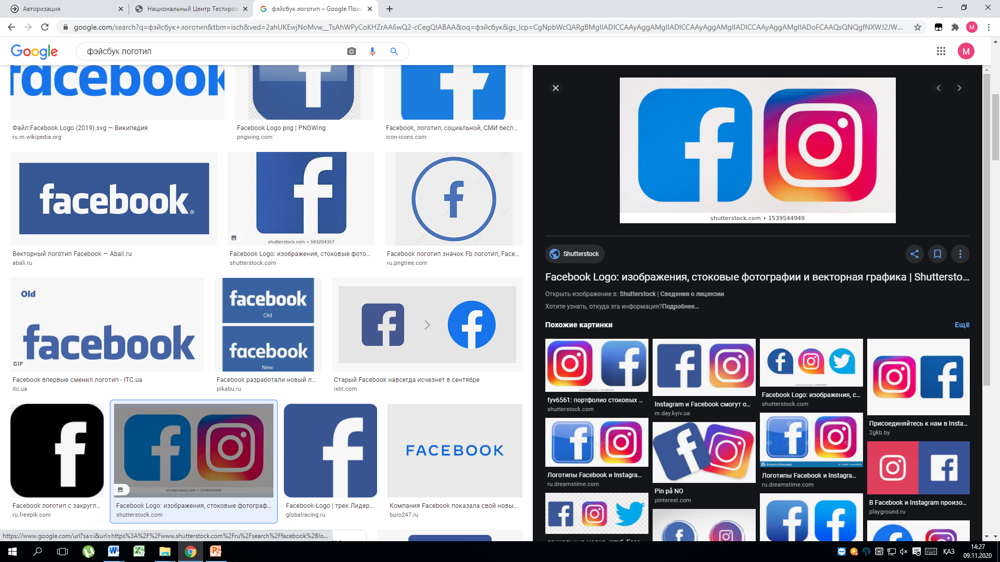 Авторизация
Национальный Центр Тестиров
фэйсбук логотип – Google Поис
google.com/search?q=фэйсбук+логотип&tbm=isch&ved=2ahUKEwjNoMvw__TsAhWPyCoKHZrAA6wQ2-cCegQIABAA&oq=фэйсбук&gs_lcp=CgNpbWcQARgBMgIIADICCAAyAggAMgIIADICCAAyAggAMgIIADICCAAyAggAMgIIADoFCAAQsQNQgfNXWJ2JW...
M
Google
фэйсбук логотип
M
facebook
Файл:Facebook Logo (2019).svg — Википедия
ru.m.wikipedia.org
Facebook Logo png | PNGWing
pngwing.com
Facebook, логотип, социальной, СМИ бесп...
icon-icons.com
facebook®
Векторный логотип Facebook — Abali.ru
abali.ru
shutterstock.com • 593204357
Facebook Logo: изображения, стоковые фото...
shutterstock.com
Facebook логотип значок Fb логотип, Face...
ru.pngtree.com
Old
facebook
GIF
Facebook впервые сменил логотип - ITC.ua
itc.ua
facebook
Old
facebook
New
Facebook разработали новый л...
pikabu.ru
Старый Facebook навсегда исчезнет в сентябре
ixbt.com
Facebook логотип с закругл...
ru.freepik.com
shutterstock.com • 1539544949
Facebook Logo: изображения, стоковые фотограф...
shutterstock.com
Facebook-Logo | трек Лидер...
globalracing.ru
FACEBOOK
Компания Facebook показала свой новы...
buro247.ru
shutterstock.com • 1539544949
Shutterstock
Facebook Logo: изображения, стоковые фотографии и векторная графика | Shuttersto...
Открыть изображение в: Shutterstock | Сведения о лицензии
Хотите узнать, откуда эта информация?Подробнее...
Похожие картинки
Ещё
fyv6561: портфолио стоковых ...
shutterstock.com
Instagram и Facebook смогут о...
m.day.kyiv.ua
Facebook Logo: изображения, с...
shutterstock.com
Присоединяйтесь к нам в Insta...
2gkb.by
Логотипы Facebook и Instagra...
ru.dreamstime.com
Pin på NO
pinterest.com
dreamstime.com
Логотипы Facebook и Instagra...
ru.dreamstime.com
В Facebook и Instagram произо...
playground.ru
https://www.google.com/url?sa=i&url=https%3A%2F%2Fwww.shutterstock.com%2Fru%2Fsearch%2Ffacebook%2Blo...
ҚАЗ
14:27
09.11.2020